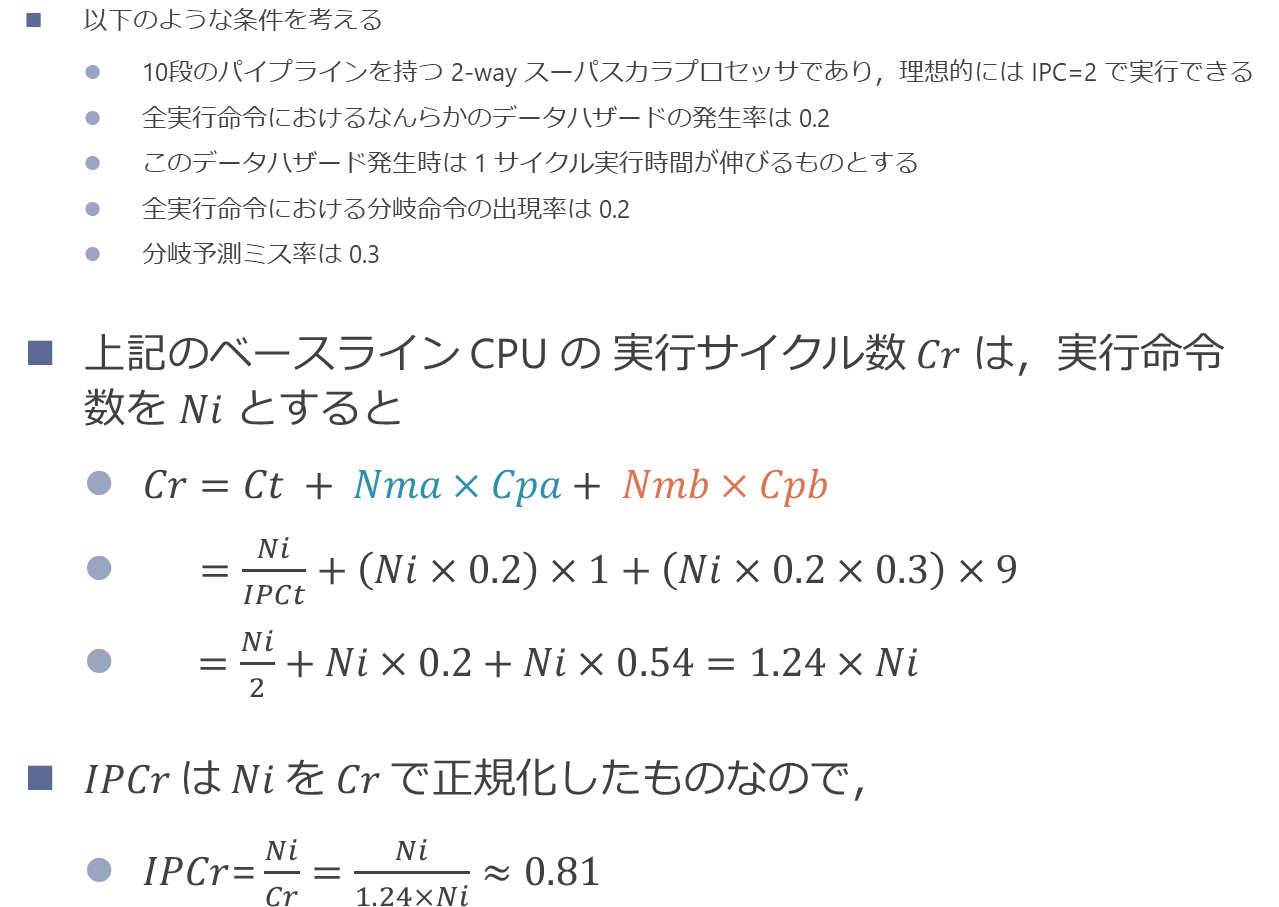 以下のような条件を考える
10段のパイプラインを持つ 2-way スーパスカラプロセッサであり，理想的には IPC=2 で実行できる
全実行命令におけるなんらかのデータハザードの発生率は 0.2
このデータハザード発生時は 1 サイクル実行時間が伸びるものとする
全実行命令における分岐命令の出現率は 0.2
分岐予測ミス率は 0.3
上記のベースライン CPU の 実行サイクル数 Cr は，実行命令
数を Ni とすると
Cr = Ct + Nma × Cpa + Nmb × Cpb
= Ni/IPCt + (Ni × 0.2) × 1 + (Ni × 0.2 × 0.3) × 9
= Ni/2 + Ni × 0.2 + Ni × 0.54 = 1.24 × Ni
IPCr は Ni を Cr で正規化したものなので，
IPCr= Ni/Cr = Ni/1.24×Ni ≈ 0.81